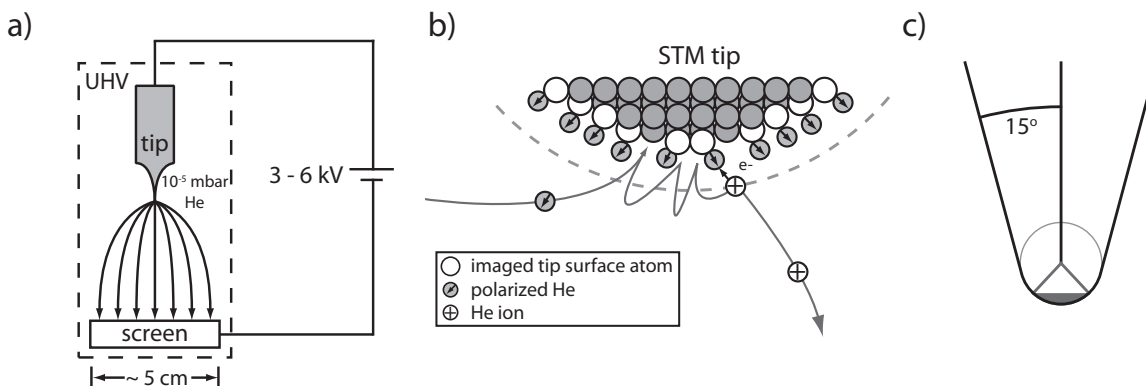 a)
UHV
tip
10⁻⁵ mbar
He
3 - 6 kV
screen
~ 5 cm
b)
STM tip
e-
imaged tip surface atom
polarized He
He ion
c)
15°